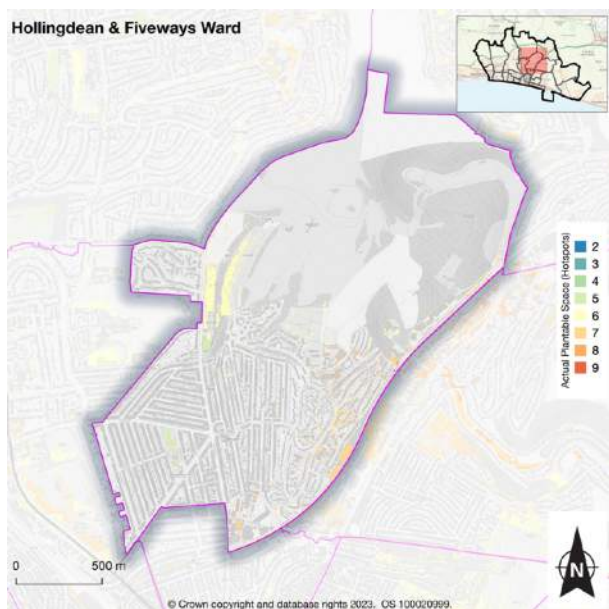 Hollingdean & Fiveways Ward
Actual Plantable Space (Hotspots)
2
3
4
5
6
7
8
9
0 500 m
N
© Crown copyright and database rights 2023. OS 100020999.